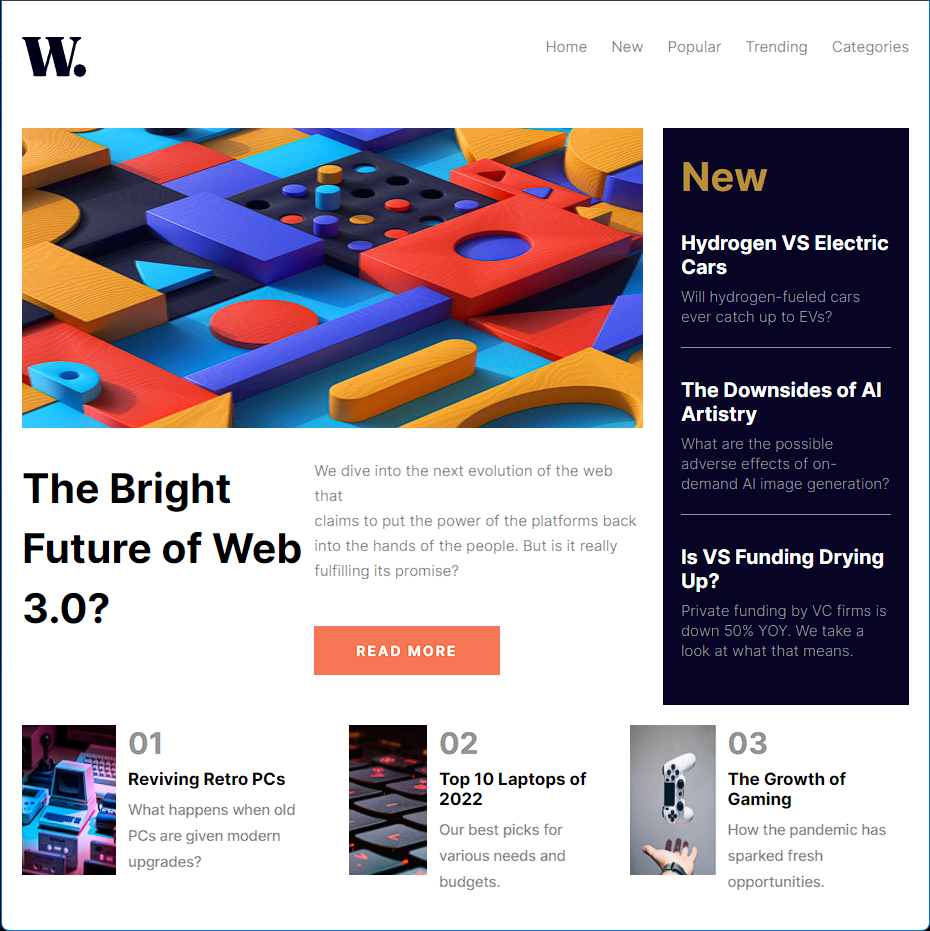 W.
Home New Popular Trending Categories
The Bright
Future of Web
3.0?
We dive into the next evolution of the web
that
claims to put the power of the platforms back
into the hands of the people. But is it really
fulfilling its promise?
READ MORE
New
Hydrogen VS Electric
Cars
Will hydrogen-fueled cars
ever catch up to EVs?
The Downsides of AI
Artistry
What are the possible
adverse effects of on-
demand AI image generation?
Is VS Funding Drying
Up?
Private funding by VC firms is
down 50% YOY. We take a
look at what that means.
01
Reviving Retro PCs
What happens when old
PCs are given modern
upgrades?
02
Top 10 Laptops of
2022
Our best picks for
various needs and
budgets.
03
The Growth of
Gaming
How the pandemic has
sparked fresh
opportunities.